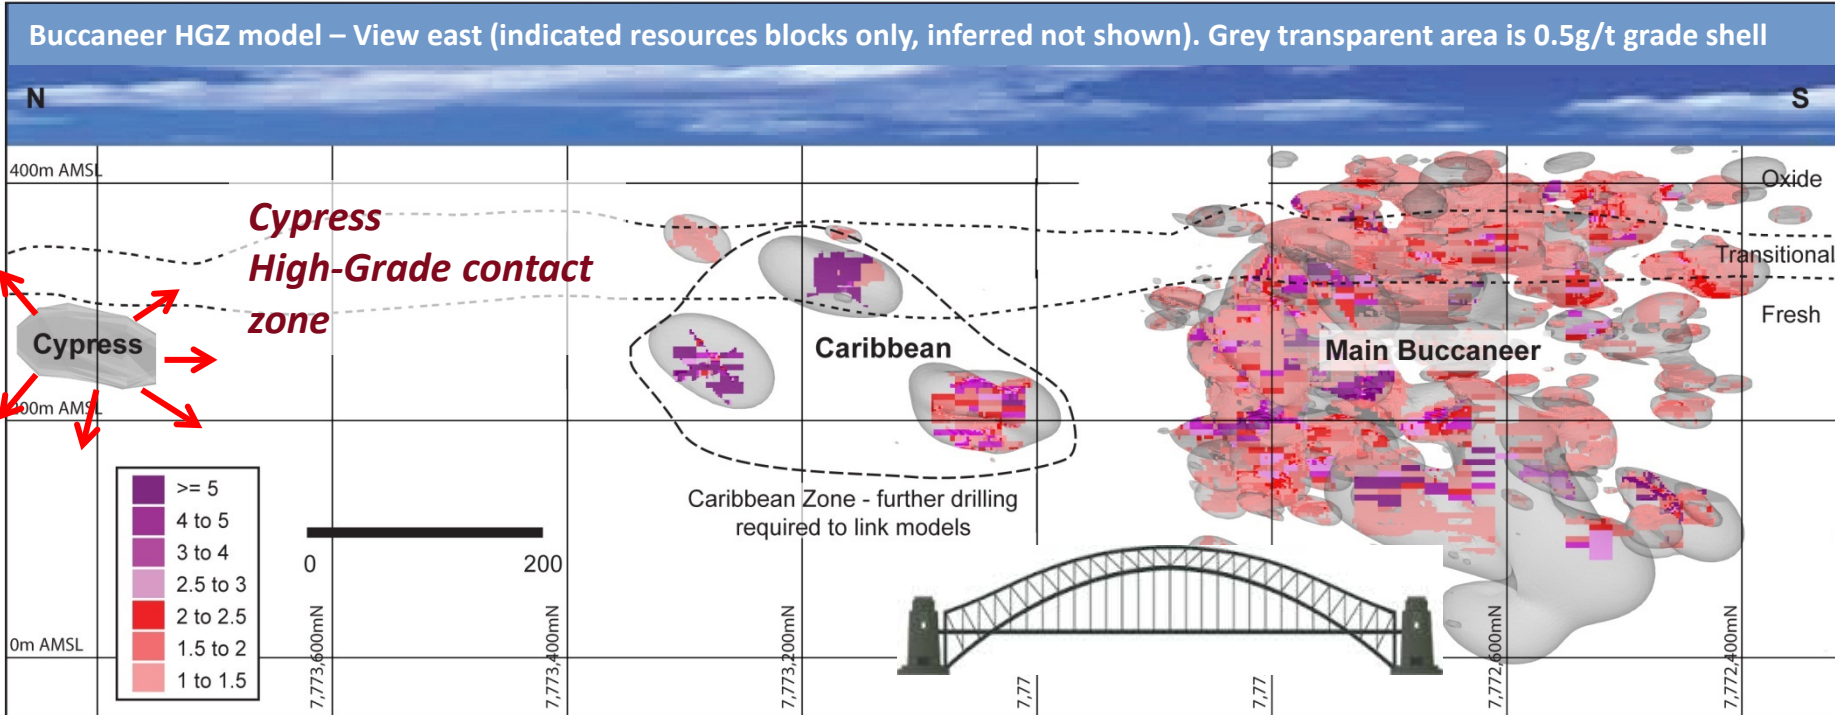 Buccaneer HGZ model – View east (indicated resources blocks only, inferred not shown). Grey transparent area is 0.5g/t grade shell
N
S
400m AMSL
Oxide
Cypress
High-Grade contact
zone
Transitional
Fresh
Cypress
Caribbean
Main Buccaneer
200m AMSL
>= 5
4 to 5
3 to 4
2.5 to 3
2 to 2.5
1.5 to 2
1 to 1.5
Caribbean Zone - further drilling
required to link models
0
200
0m AMSL
7,773,600mN
7,773,400mN
7,773,200mN
7,77
7,77
7,772,600mN
7,772,400mN